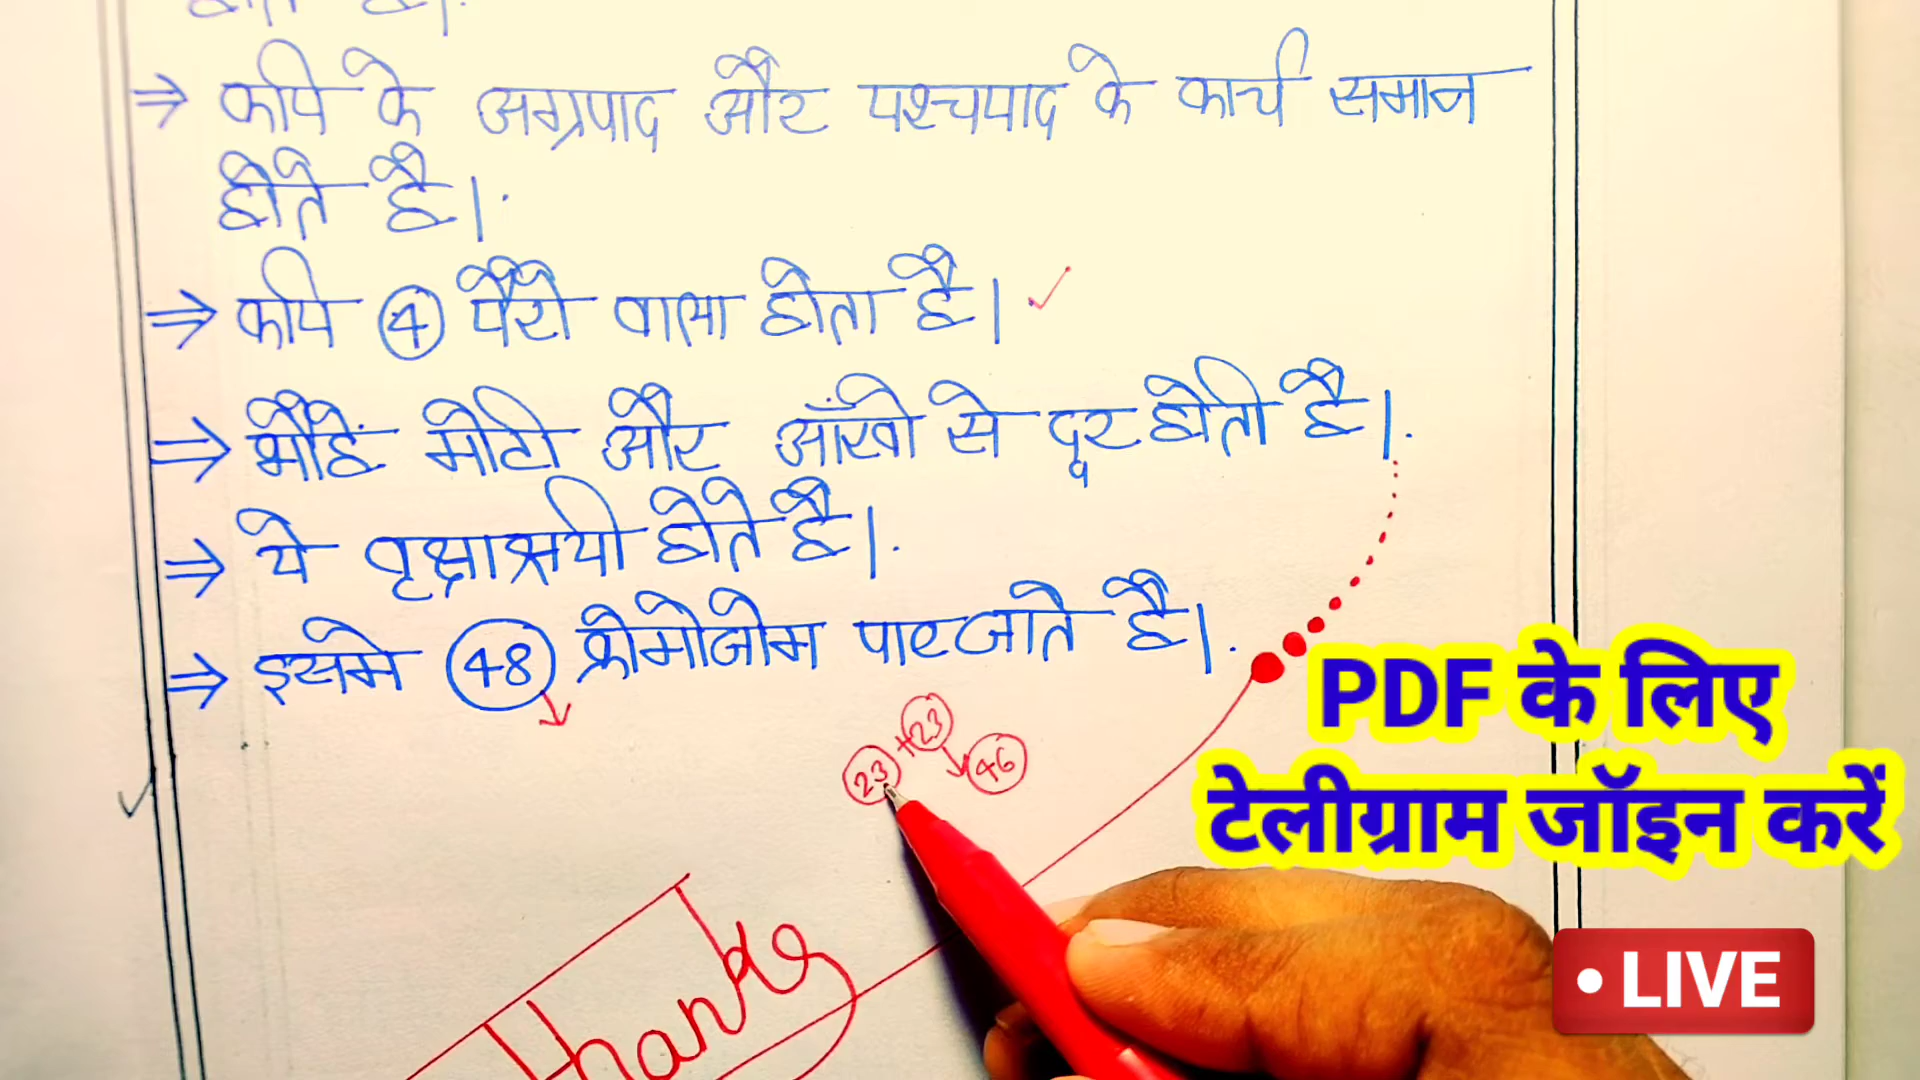 ⇒ कपि के अग्रपाद और पश्चपाद के कार्य समान
होते है।
⇒ कपि 4 पैरो वाला होता है।
⇒ भौंहें मोटी और आँखो से दूर होती है।
⇒ ये वृक्षाश्रयी होते है।
⇒ इसमे 48 क्रोमोजोम पाए जाते है।
23 + 23 → 46
PDF के लिए
टेलीग्राम जॉइन करें
Thanks
• LIVE